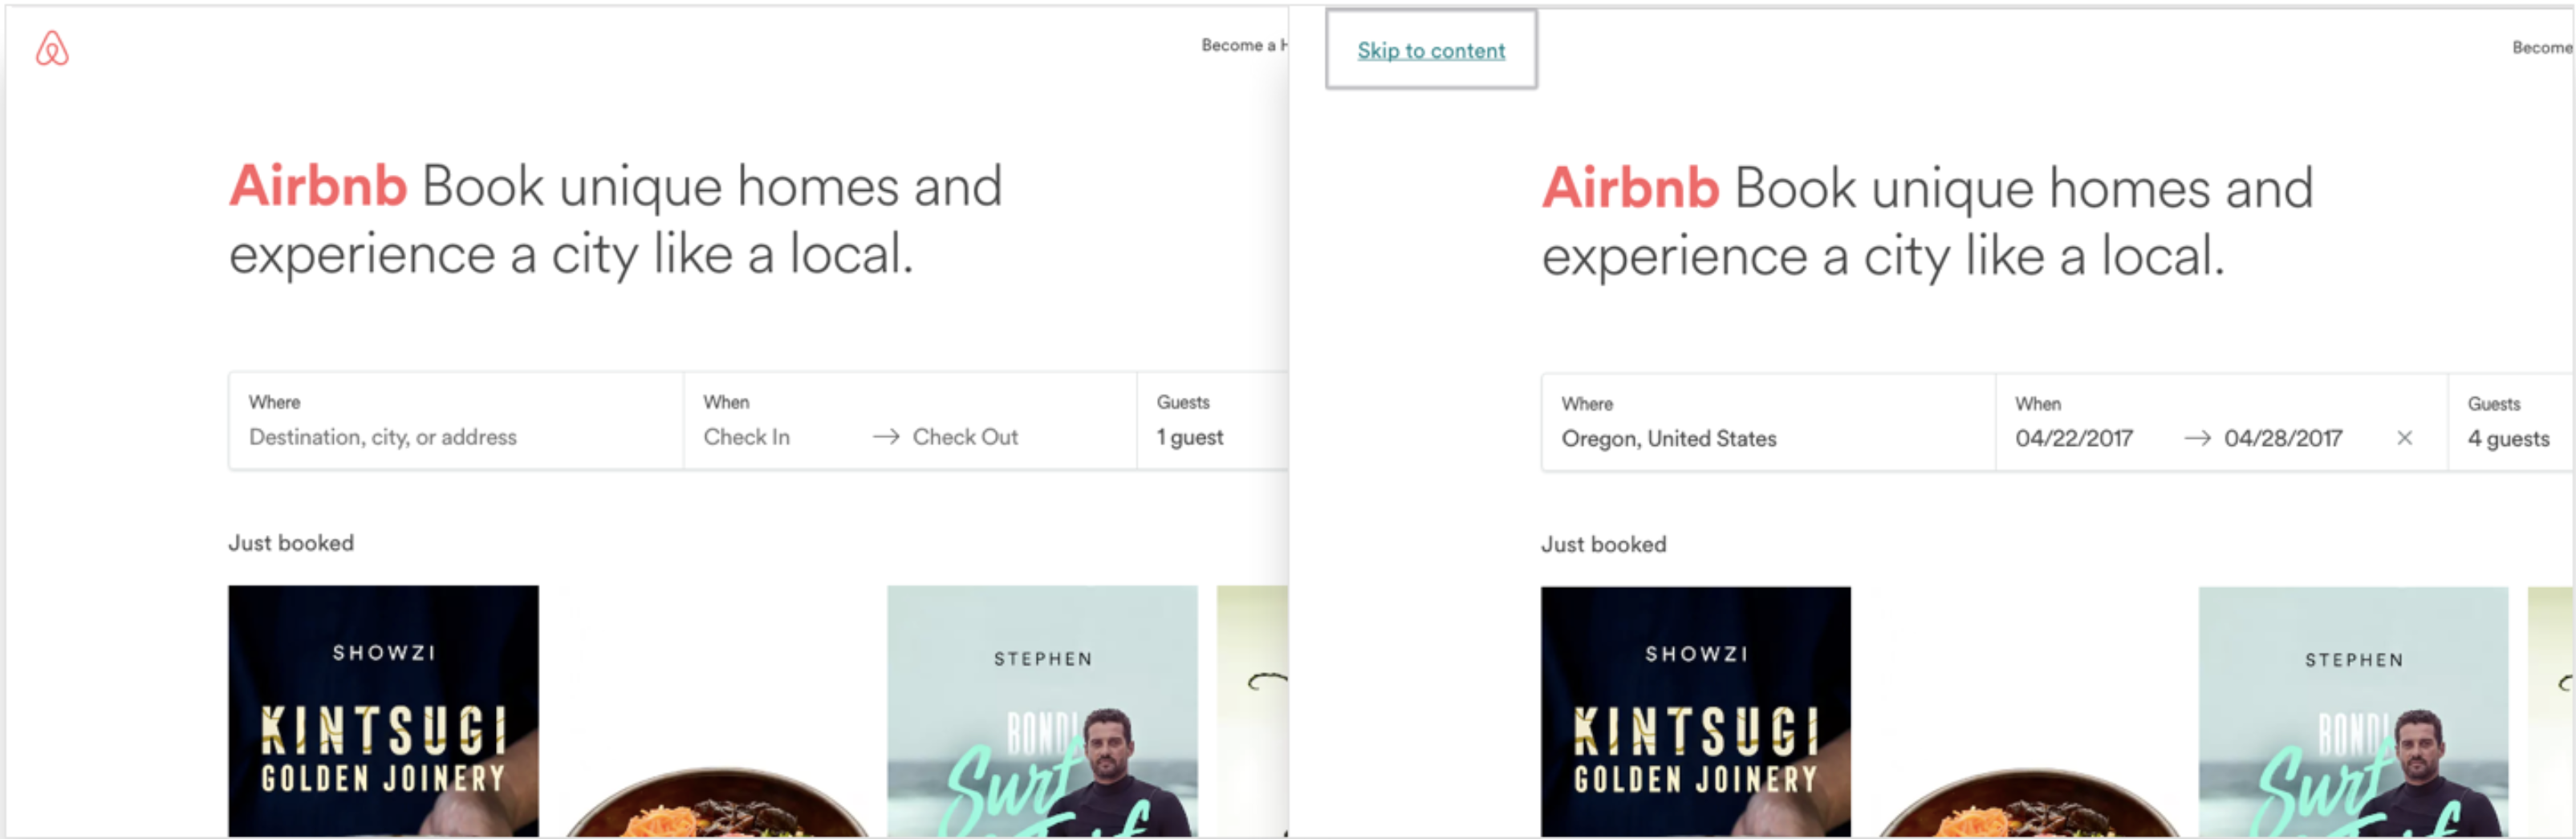 Become a H
Airbnb Book unique homes and
experience a city like a local.
Where
Destination, city, or address
When
Check In → Check Out
Guests
1 guest
Just booked
SHOWZI
KINTSUGI
GOLDEN JOINERY
STEPHEN
BONDI
Surf
Skip to content
Become
Airbnb Book unique homes and
experience a city like a local.
Where
Oregon, United States
When
04/22/2017 → 04/28/2017 ×
Guests
4 guests
Just booked
SHOWZI
KINTSUGI
GOLDEN JOINERY
STEPHEN
BONDI
Surf